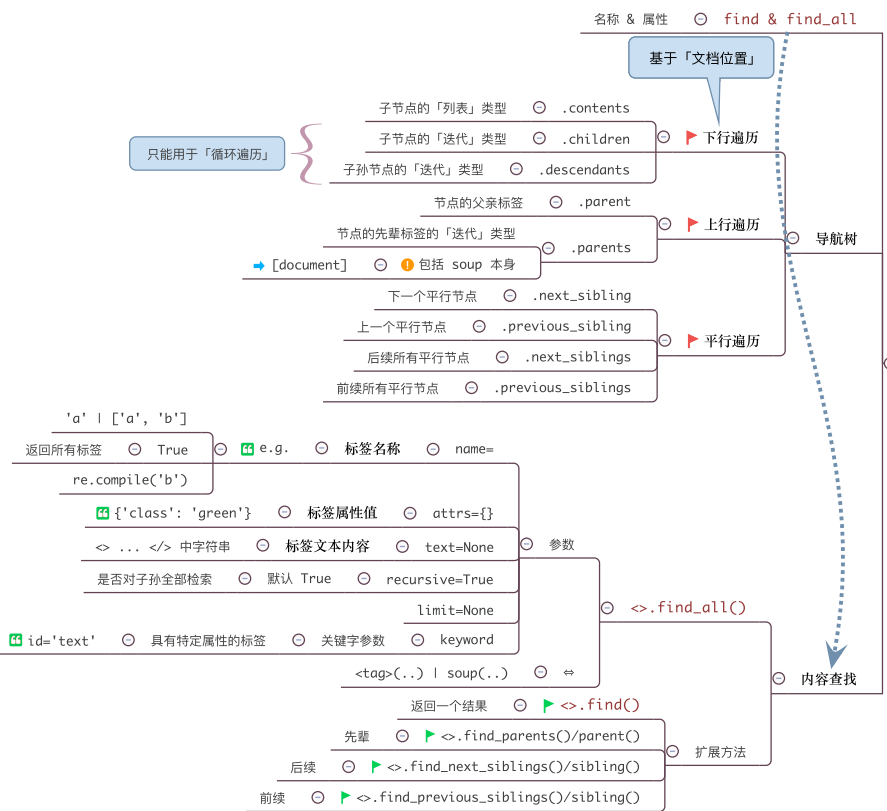 名称 & 属性 find & find_all
基于「文档位置」
子节点的「列表」类型 .contents
子节点的「迭代」类型 .children
下行遍历
只能用于「循环遍历」
子孙节点的「迭代」类型 .descendants
节点的父亲标签 .parent
上行遍历
节点的先辈标签的「迭代」类型
导航树
.parents
[document] 包括 soup 本身
下一个平行节点 .next_sibling
上一个平行节点 .previous_sibling
平行遍历
后续所有平行节点 .next_siblings
前续所有平行节点 .previous_siblings
'a' | ['a', 'b']
返回所有标签 True e.g. 标签名称 name=
re.compile('b')
{'class': 'green'} 标签属性值 attrs={}
<> ... </> 中字符串 标签文本内容 text=None
参数
是否对子孙全部检索 默认 True recursive=True
limit=None
<>.find_all()
id='text' 具有特定属性的标签 关键字参数 keyword
<tag>(..) | soup(..) ⇔
内容查找
返回一个结果 <>.find()
先辈 <>.find_parents()/parent()
扩展方法
后续 <>.find_next_siblings()/sibling()
前续 <>.find_previous_siblings()/sibling()